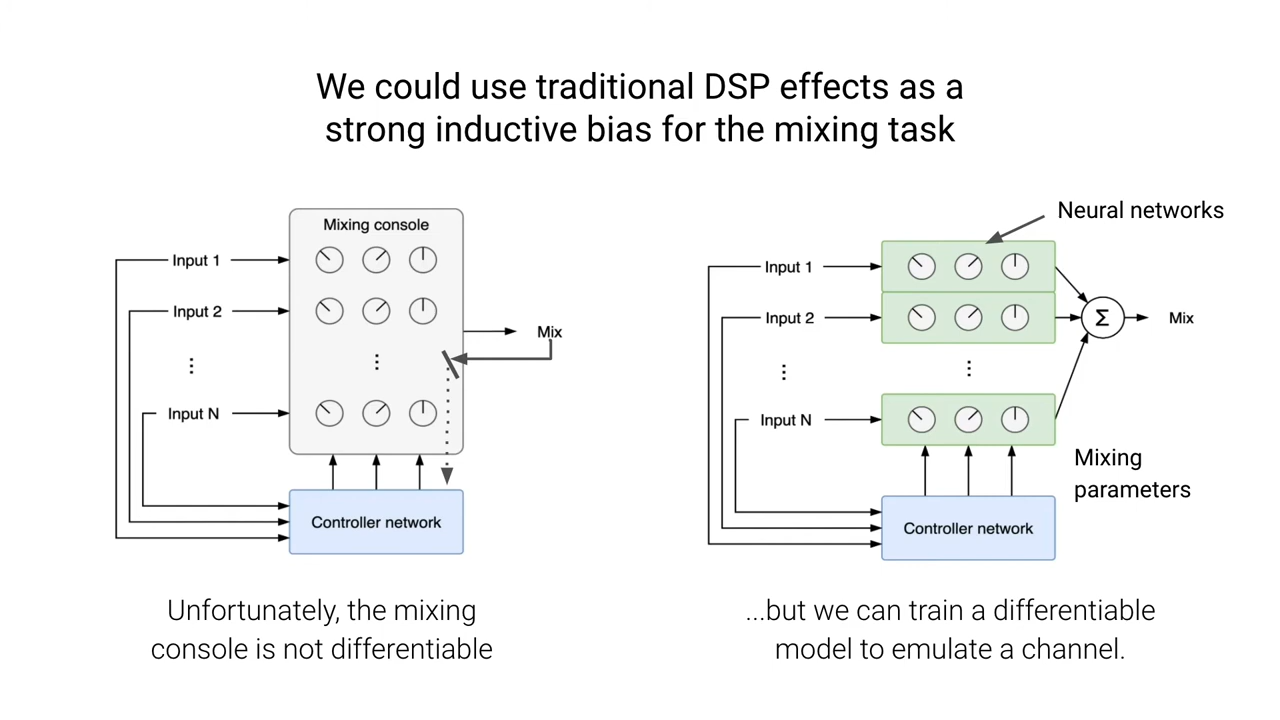 We could use traditional DSP effects as a
strong inductive bias for the mixing task
Mixing console
Input 1
Input 2
Input N
Mix
Controller network
Unfortunately, the mixing
console is not differentiable
Neural networks
Input 1
Input 2
Input N
Σ
Mix
Mixing
parameters
Controller network
...but we can train a differentiable
model to emulate a channel.